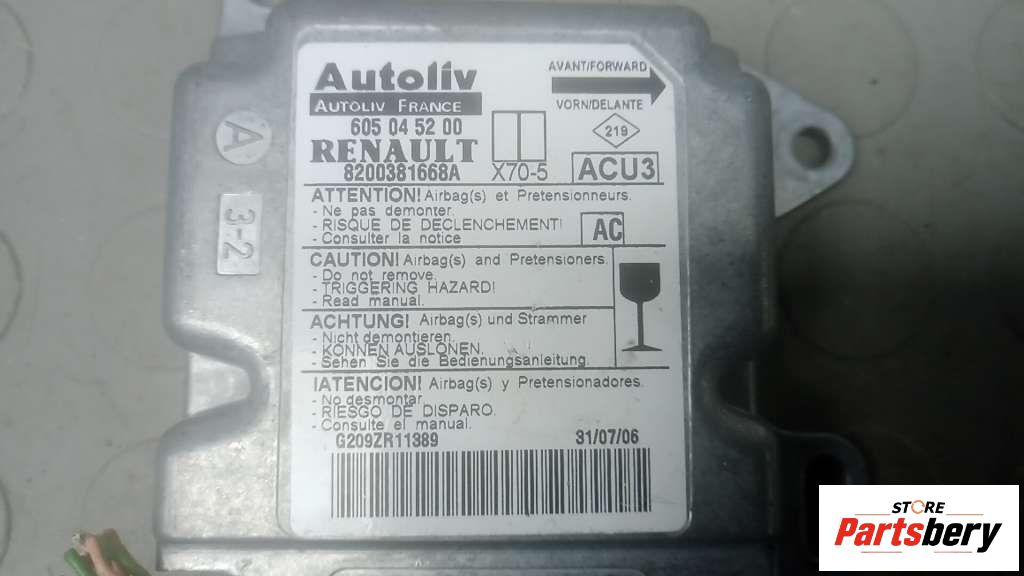 Autoliv
AUTOLIV FRANCE
605 04 52 00
RENAULT
8200381668A
X70-5
AVANT/FORWARD
VORN/DELANTE
219
ACU3
A
3-2
ATTENTION! Airbag(s) et Pretensionneurs.
- Ne pas demonter.
- RISQUE DE DECLENCHEMENT!
- Consulter la notice
AC
CAUTION! Airbag(s) and Pretensioners.
- Do not remove.
- TRIGGERING HAZARD!
- Read manual.
ACHTUNG! Airbag(s) und Strammer
- Nicht demontieren.
- KONNEN AUSLONEN.
- Sehen Sie die Bedienungsanleitung.
IATENCION! Airbag(s) y Pretensionadores.
- No desmontar
- RIESGO DE DISPARO.
- Consulte el manual.
G209ZR11389 31/07/06
STORE
Partsbery